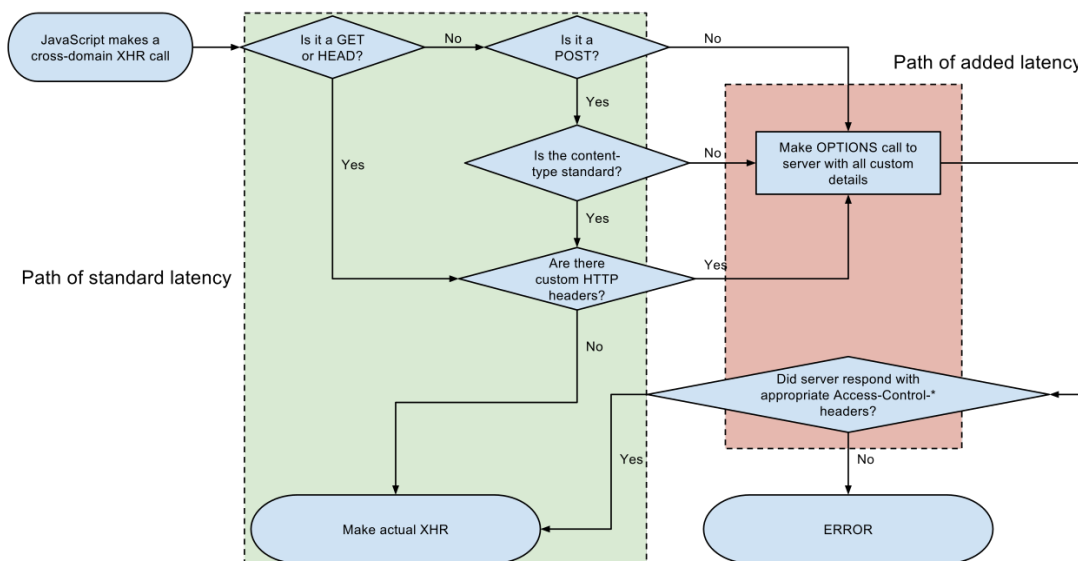 JavaScript makes a
cross-domain XHR call
Is it a GET
or HEAD?
No
Is it a
POST?
No
Path of added latency
Yes
Yes
Is the content-
type standard?
No
Make OPTIONS call to
server with all custom
details
Yes
Path of standard latency
Are there
custom HTTP
headers?
Yes
No
Did server respond with
appropriate Access-Control-*
headers?
Yes
No
Make actual XHR
ERROR